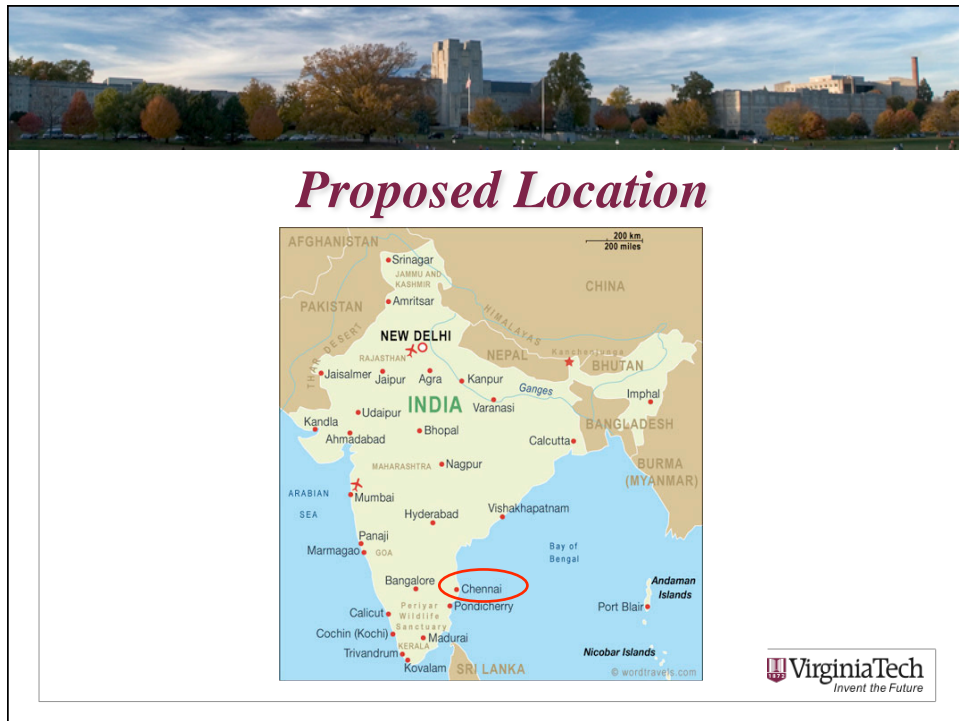 Proposed Location
200 km
200 miles
AFGHANISTAN
Srinagar
JAMMU AND
KASHMIR
CHINA
PAKISTAN
Amritsar
HIMALAYAS
THAR DESERT
NEW DELHI
RAJASTHAN
NEPAL
Kanchenjunga
BHUTAN
Jaisalmer
Jaipur
Agra
Kanpur
Ganges
Imphal
INDIA
Varanasi
Udaipur
Kandla
Ahmadabad
Bhopal
BANGLADESH
Calcutta
MAHARASHTRA
Nagpur
BURMA
(MYANMAR)
ARABIAN
SEA
Mumbai
Hyderabad
Vishakhapatnam
Panaji
Marmagao
GOA
Bay of
Bengal
Bangalore
Chennai
Andaman
Islands
Periyar
Wildlife
Sanctuary
Pondicherry
Port Blair
Calicut
Cochin (Kochi)
Madurai
KERALA
Trivandrum
Kovalam
Nicobar Islands
SRI LANKA
© wordtravels.com
1872
VirginiaTech
Invent the Future